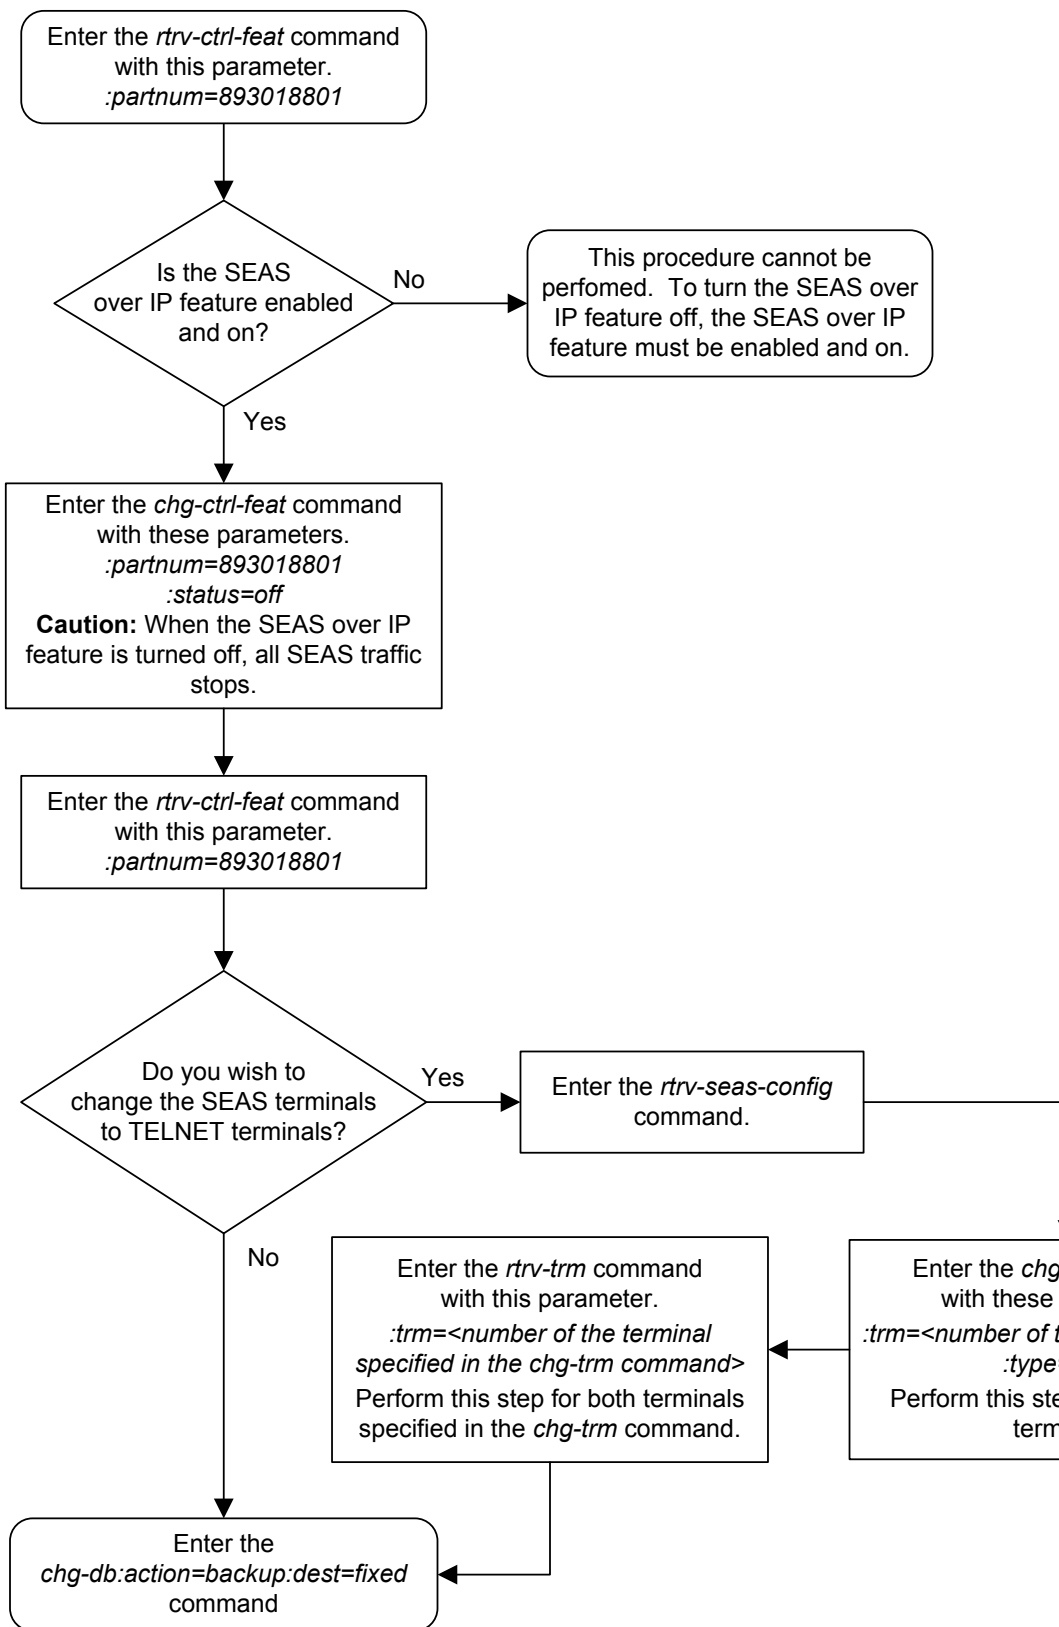 Enter the rtrv-ctrl-feat command
with this parameter.
:partnum=893018801
Is the SEAS
over IP feature enabled
and on?
No
This procedure cannot be
perfomed. To turn the SEAS over
IP feature off, the SEAS over IP
feature must be enabled and on.
Yes
Enter the chg-ctrl-feat command
with these parameters.
:partnum=893018801
:status=off
Caution: When the SEAS over IP
feature is turned off, all SEAS traffic
stops.
Enter the rtrv-ctrl-feat command
with this parameter.
:partnum=893018801
Do you wish to
change the SEAS terminals
to TELNET terminals?
Yes
Enter the rtrv-seas-config
command.
No
Enter the rtrv-trm command
with this parameter.
:trm=<number of the terminal
specified in the chg-trm command>
Perform this step for both terminals
specified in the chg-trm command.
Enter the chg
with these
:trm=<number of
:type
Perform this
term
Enter the
chg-db:action=backup:dest=fixed
command